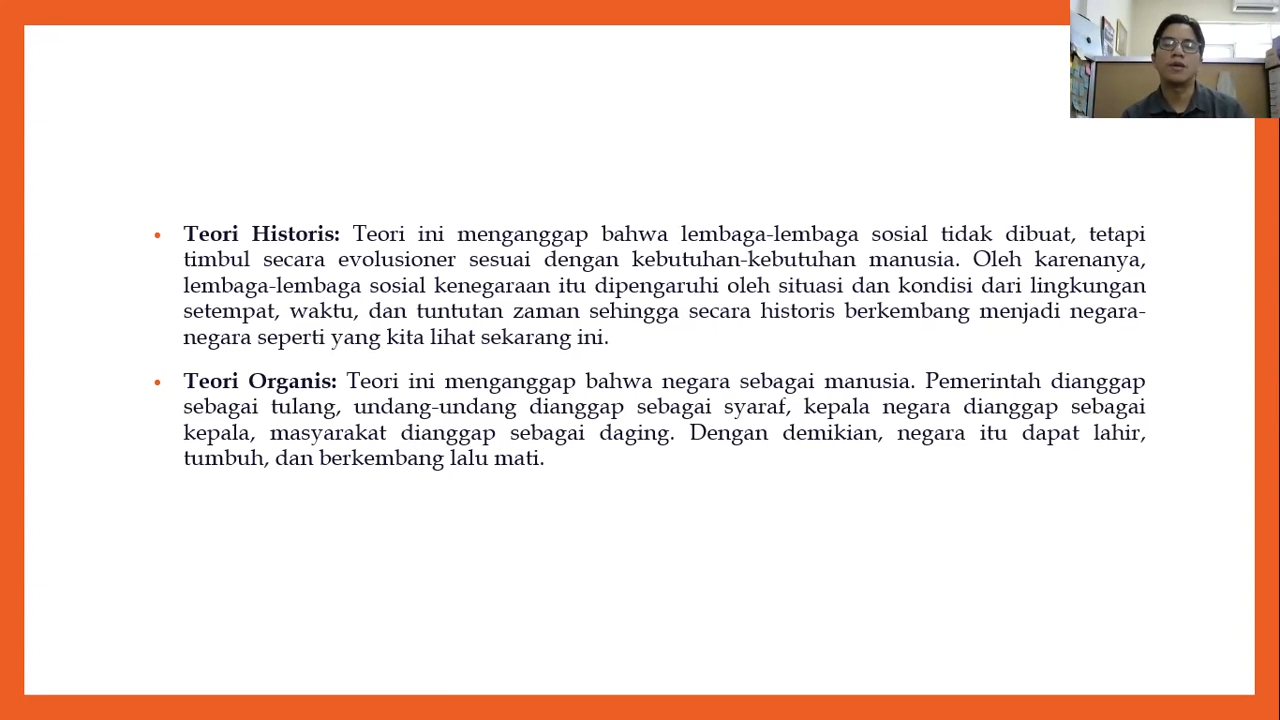 • Teori Historis: Teori ini menganggap bahwa lembaga-lembaga sosial tidak dibuat, tetapi
timbul secara evolusioner sesuai dengan kebutuhan-kebutuhan manusia. Oleh karenanya,
lembaga-lembaga sosial kenegaraan itu dipengaruhi oleh situasi dan kondisi dari lingkungan
setempat, waktu, dan tuntutan zaman sehingga secara historis berkembang menjadi negara-
negara seperti yang kita lihat sekarang ini.
• Teori Organis: Teori ini menganggap bahwa negara sebagai manusia. Pemerintah dianggap
sebagai tulang, undang-undang dianggap sebagai syaraf, kepala negara dianggap sebagai
kepala, masyarakat dianggap sebagai daging. Dengan demikian, negara itu dapat lahir,
tumbuh, dan berkembang lalu mati.